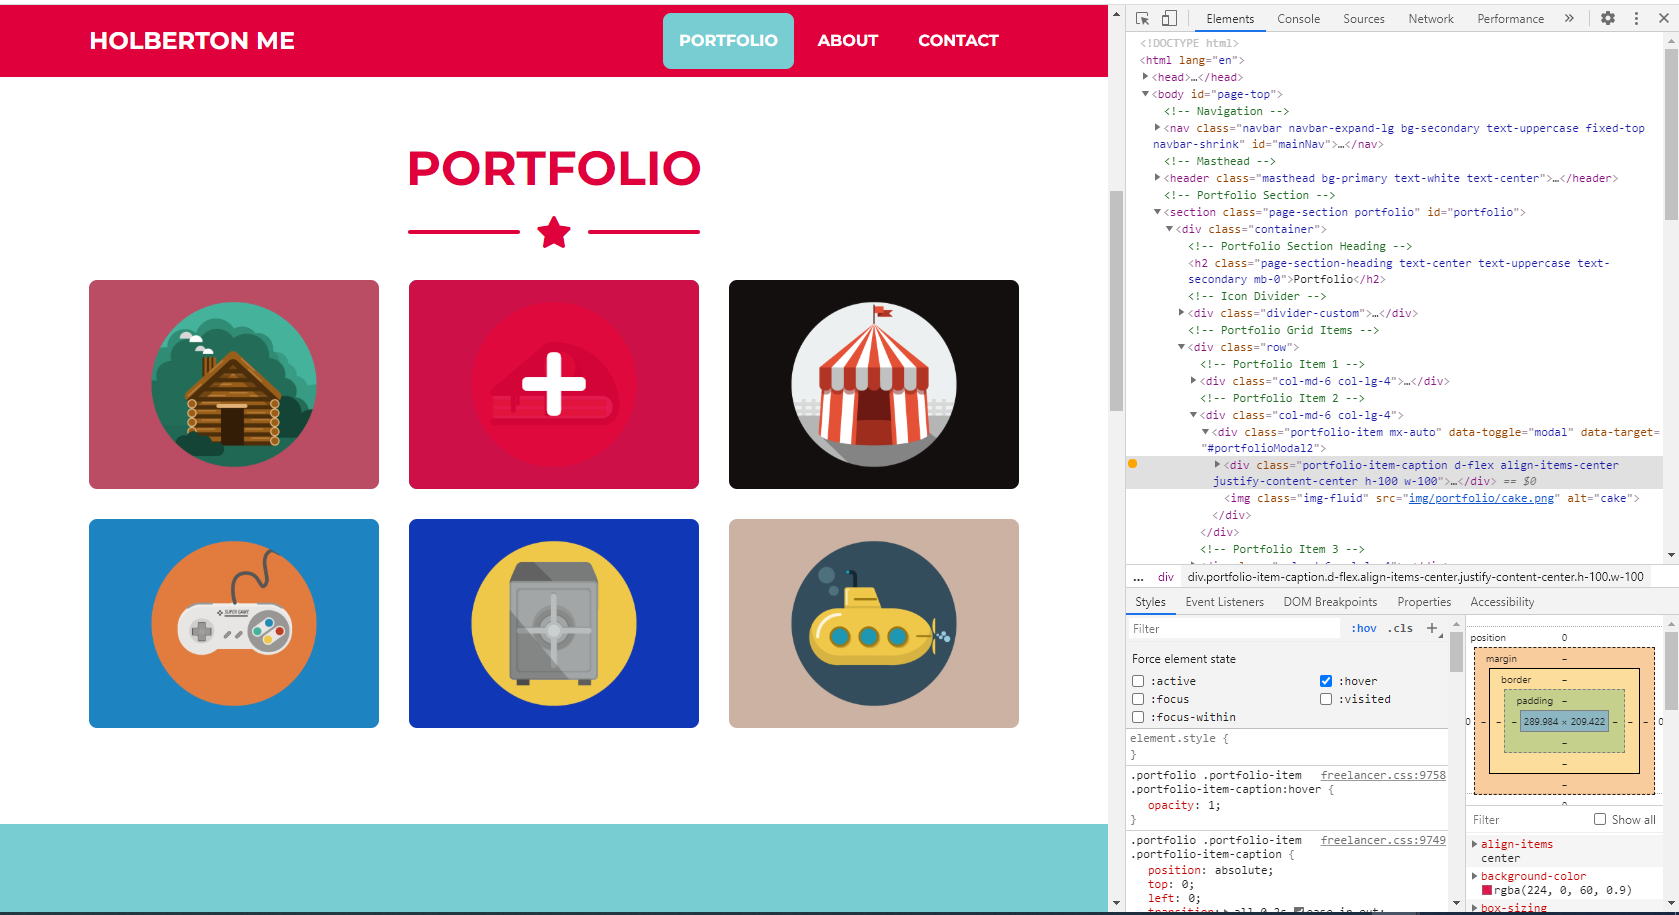 HOLBERTON ME
PORTFOLIO
ABOUT
CONTACT
PORTFOLIO
SUPER GAME
Elements
Console
Sources
Network
Performance
»
<!DOCTYPE html>
<html lang="en">
<head>…</head>
<body id="page-top">
<!-- Navigation -->
<nav class="navbar navbar-expand-lg bg-secondary text-uppercase fixed-top
navbar-shrink" id="mainNav">…</nav>
<!-- Masthead -->
<header class="masthead bg-primary text-white text-center">…</header>
<!-- Portfolio Section -->
<section class="page-section portfolio" id="portfolio">
<div class="container">
<!-- Portfolio Section Heading -->
<h2 class="page-section-heading text-center text-uppercase text-
secondary mb-0">Portfolio</h2>
<!-- Icon Divider -->
<div class="divider-custom">…</div>
<!-- Portfolio Grid Items -->
<div class="row">
<!-- Portfolio Item 1 -->
<div class="col-md-6 col-lg-4">…</div>
<!-- Portfolio Item 2 -->
<div class="col-md-6 col-lg-4">
<div class="portfolio-item mx-auto" data-toggle="modal" data-target=
"#portfolioModal2">
<div class="portfolio-item-caption d-flex align-items-center
justify-content-center h-100 w-100">…</div> == $0
<img class="img-fluid" src="img/portfolio/cake.png" alt="cake">
</div>
</div>
<!-- Portfolio Item 3 -->
... div div.portfolio-item-caption.d-flex.align-items-center.justify-content-center.h-100.w-100
Styles
Event Listeners
DOM Breakpoints
Properties
Accessibility
Filter
:hov .cls +
Force element state
:active
:hover
:focus
:visited
:focus-within
element.style {
}
.portfolio .portfolio-item freelancer.css:9758
.portfolio-item-caption:hover {
opacity: 1;
}
.portfolio .portfolio-item freelancer.css:9749
.portfolio-item-caption {
position: absolute;
top: 0;
left: 0;
transition: all 0.2s ease-in-out;
position 0
margin –
border –
padding –
0 – – – 289.984 × 209.422 – – – 0
–
–
–
0
Filter
Show all
align-items
center
background-color
rgba(224, 0, 60, 0.9)
box-sizing